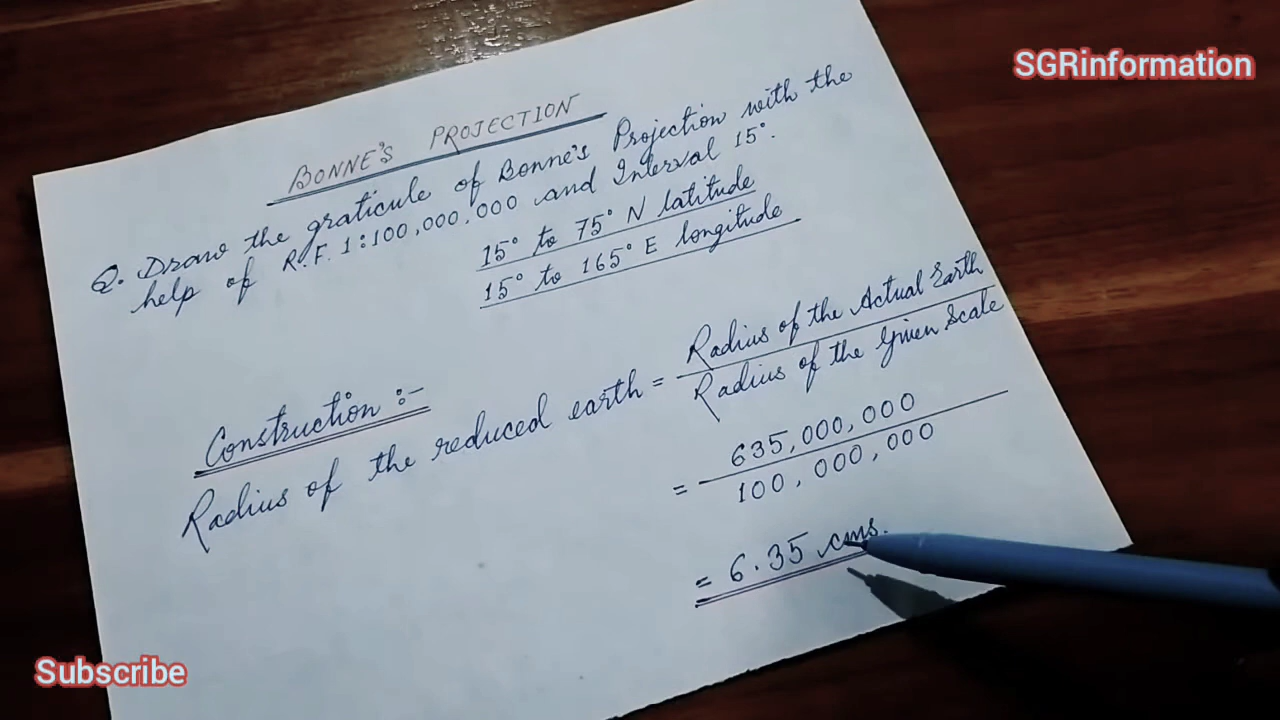 SGRinformation
BONNE'S PROJECTION
Q. Draw the graticule of Bonne's Projection with the
help of R.F. 1:100,000,000 and Interval 15°.
15° to 75° N latitude
15° to 165° E longitude
Construction :-
Radius of the reduced earth = Radius of the Actual Earth
Radius of the Given Scale
= 635,000,000
100,000,000
= 6.35 cms.
Subscribe